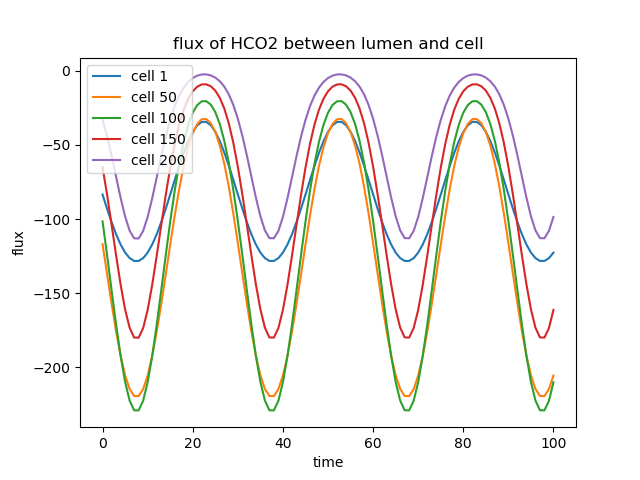 flux of HCO2 between lumen and cell
cell 1
cell 50
cell 100
cell 150
cell 200
flux
0
−50
−100
−150
−200
0 20 40 60 80 100
time